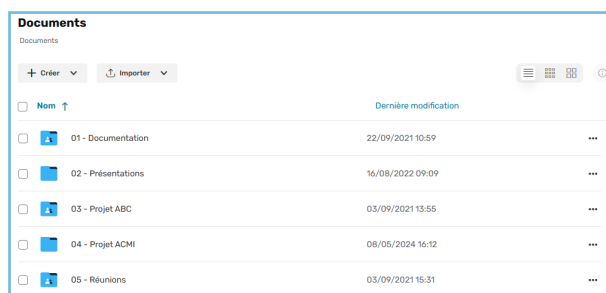 Documents
Documents
Créer Importer
Nom Dernière modification
01 - Documentation 22/09/2021 10:59
02 - Présentations 16/08/2022 09:09
03 - Projet ABC 03/09/2021 13:55
04 - Projet ACMI 08/05/2024 16:12
05 - Réunions 03/09/2021 15:31